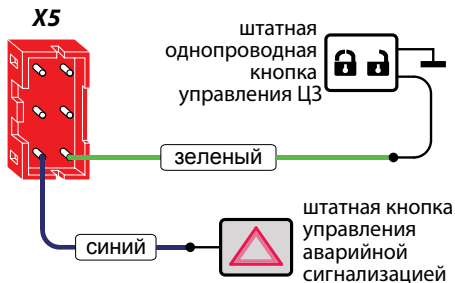 X5
штатная
однопроводная
кнопка
управления ЦЗ
зеленый
синий
штатная кнопка
управления
аварийной
сигнализацией